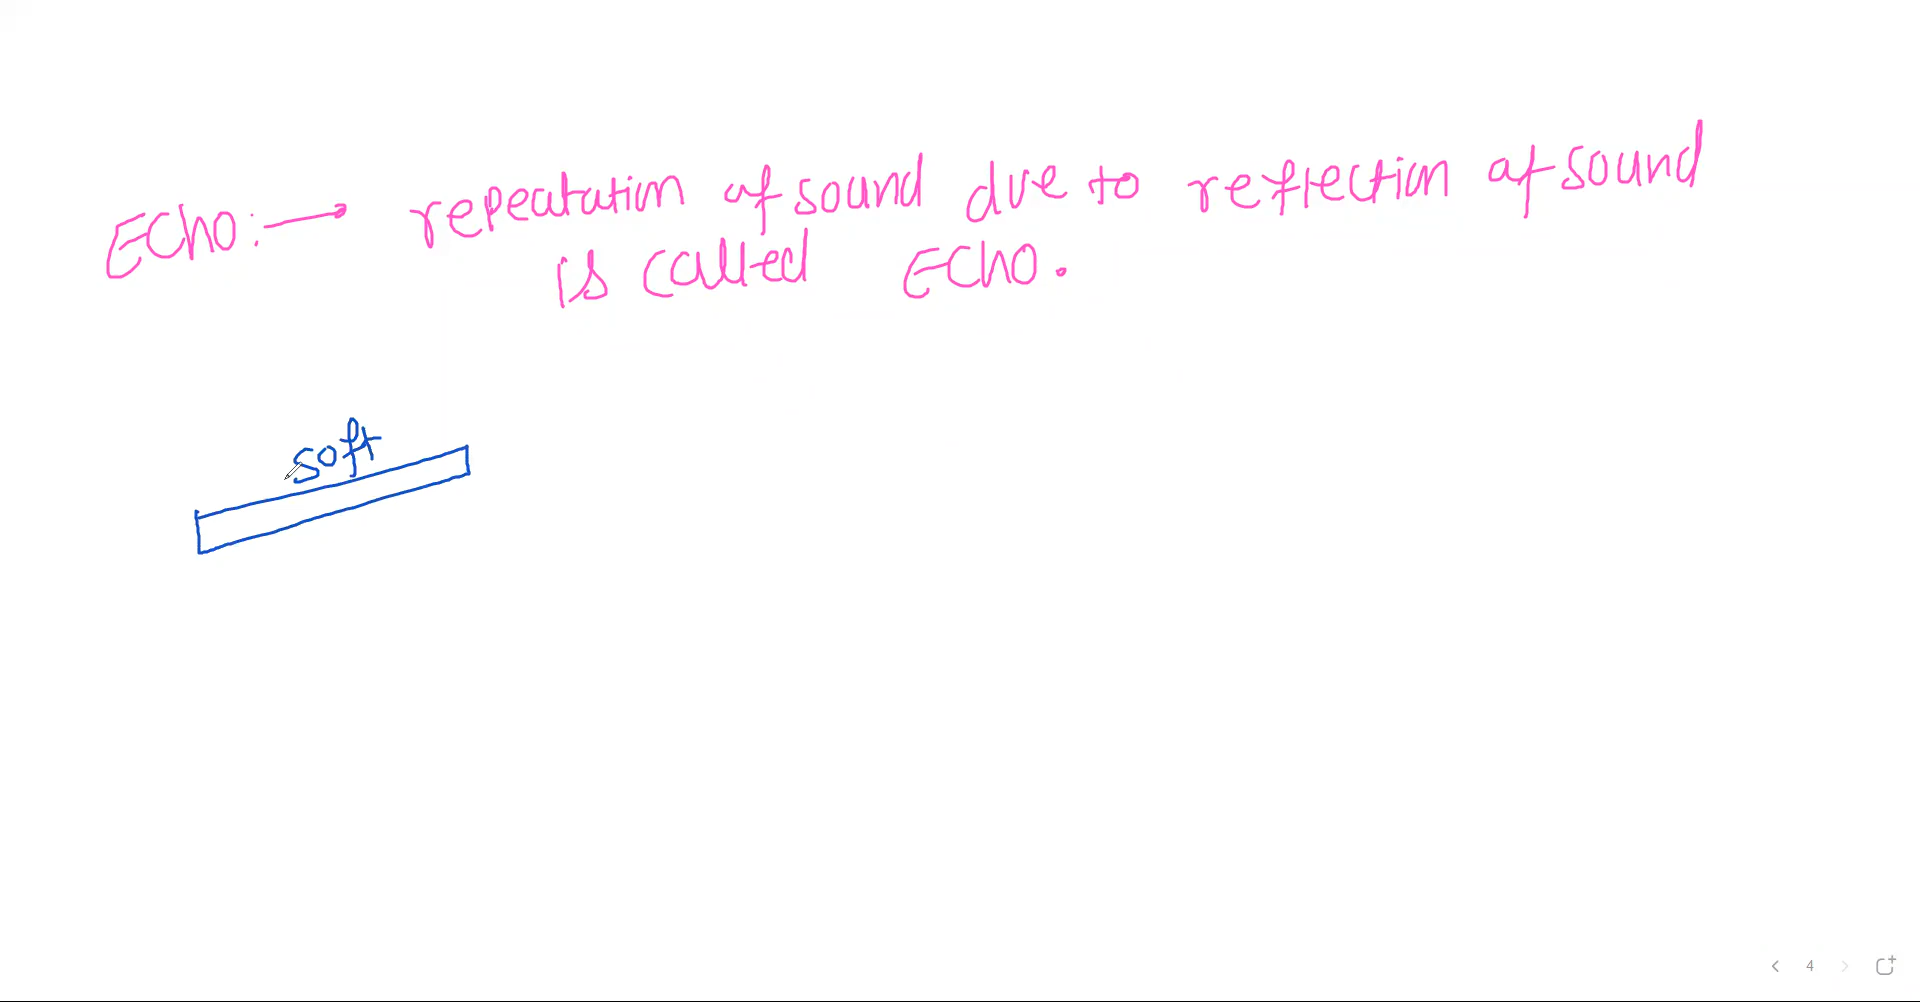 Echo:→ repeatation of sound due to reflection of sound
is called Echo.
soft
4